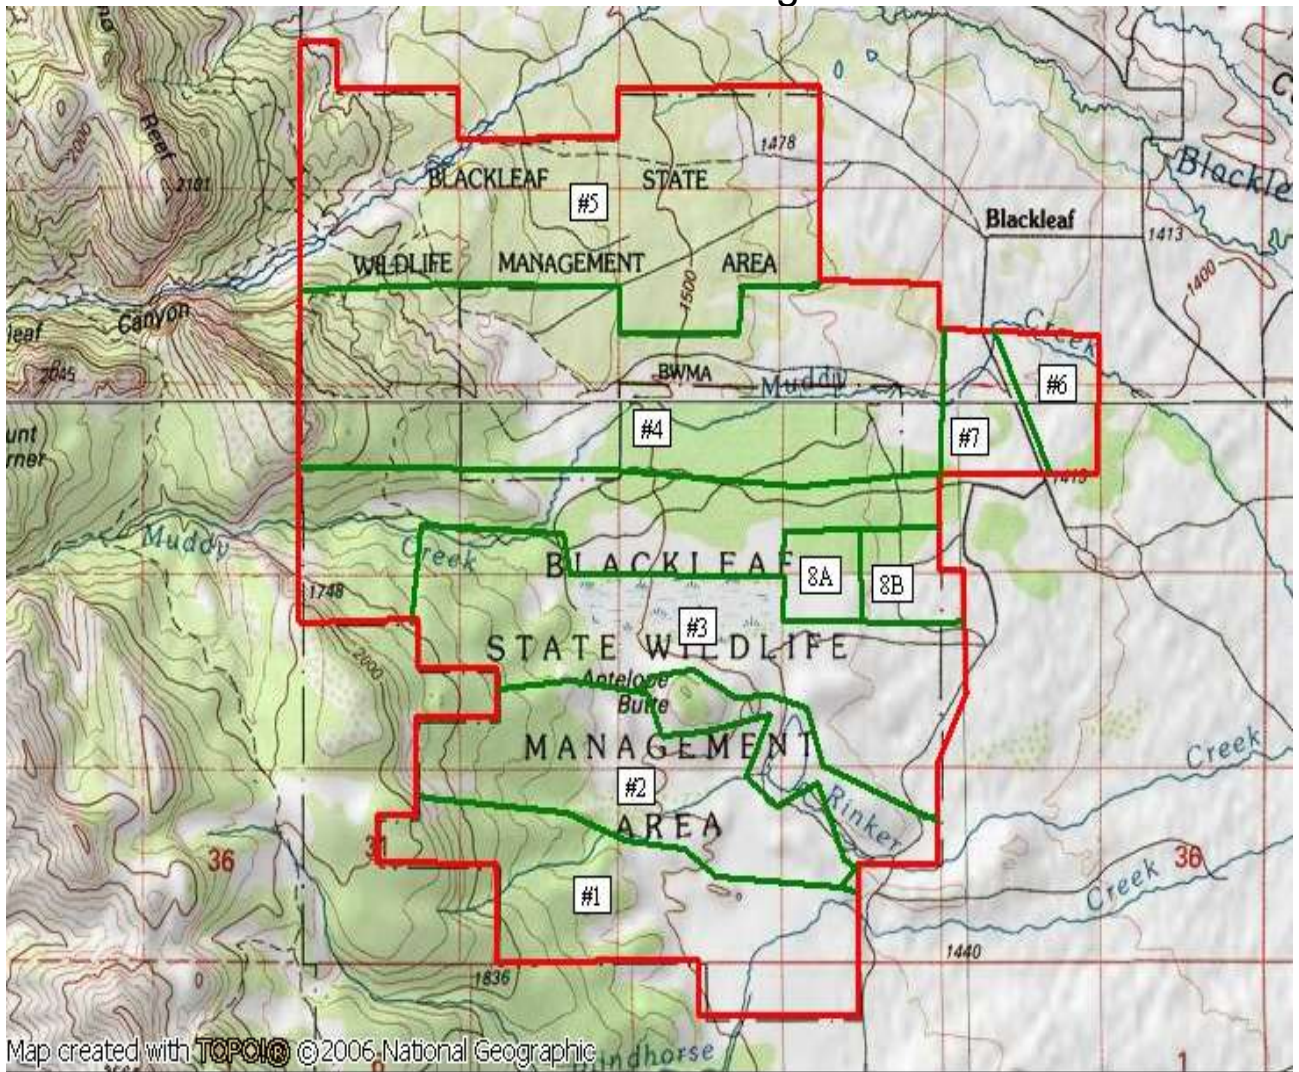 g
Reef
2000
2181
1478
BLACKLEAF STATE
#5
Blackle
Blackleaf
1413
WILDLIFE MANAGEMENT AREA
1500
1400
Canyon
leaf
2045
Creek
BWMA
Muddy
#6
#4
#7
unt
rner
1419
Muddy
Creek
BLACKLEAF
8A
8B
1748
#3
STATE WILDLIFE
2000
Antelope
Butte
MANAGEMENT
#2
Creek
Rinker
AREA
36
31
36
Creek
#1
1440
1836
Map created with TOPO!® ©2006 National Geographic
indhorse
1